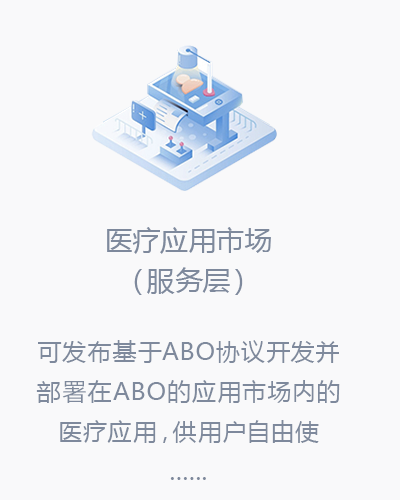 医疗应用市场
（服务层）
可发布基于ABO协议开发并
部署在ABO的应用市场内的
医疗应用，供用户自由使
......